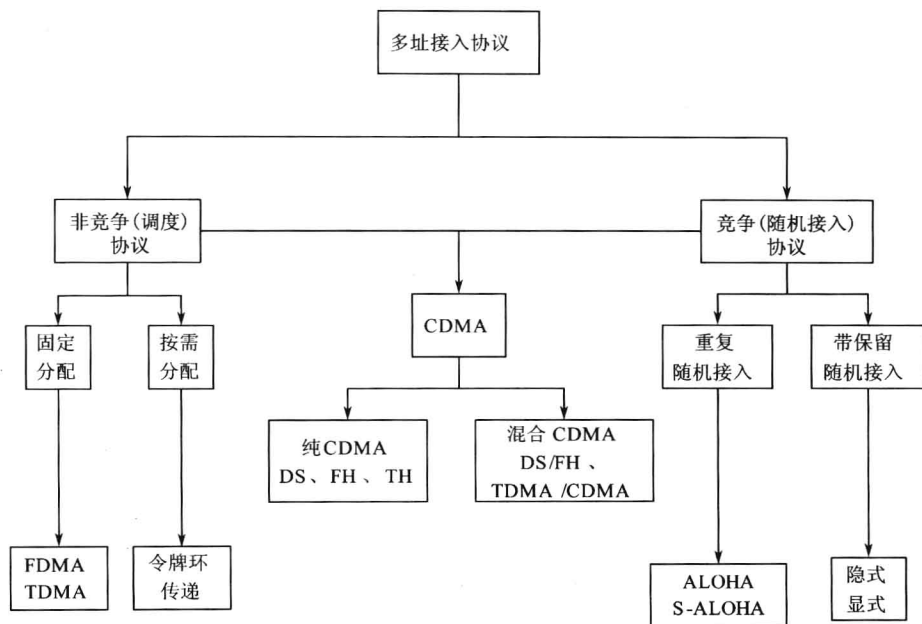 多址接入协议
非竞争(调度)
协议
竞争(随机接入)
协议
CDMA
固定
分配
按需
分配
重复
随机接入
带保留
随机接入
纯CDMA
DS、FH、TH
混合 CDMA
DS/FH、
TDMA /CDMA
FDMA
TDMA
令牌环
传递
ALOHA
S-ALOHA
隐式
显式